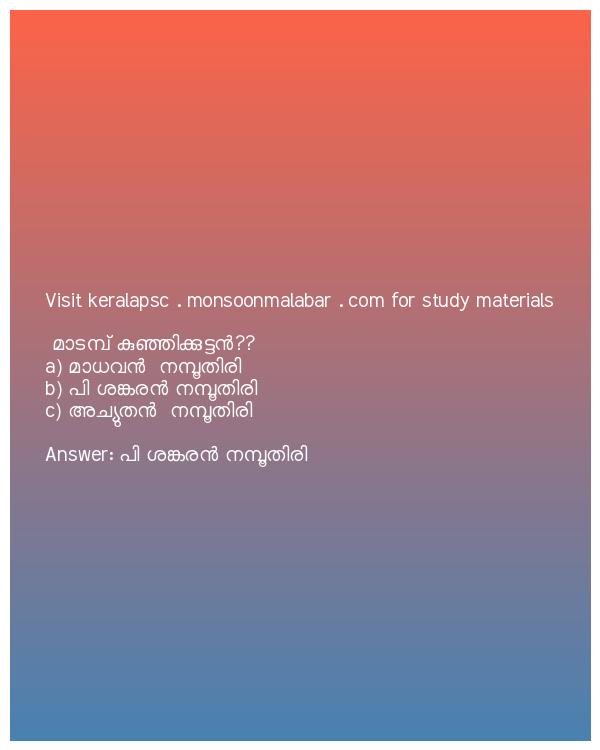 Visit keralapsc . monsoonmalabar . com for study materials
മാടമ്പ് കുഞ്ഞിക്കുട്ടൻ??
a) മാധവൻ നമ്പൂതിരി
b) പി ശങ്കരൻ നമ്പൂതിരി
c) അച്യുതൻ നമ്പൂതിരി
Answer: പി ശങ്കരൻ നമ്പൂതിരി